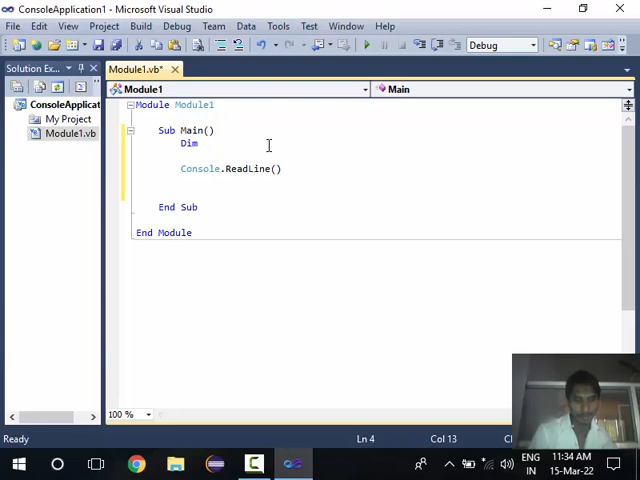 ConsoleApplication1 - Microsoft Visual Studio
File Edit View Project Build Debug Team Data Tools Test Window Help
Debug
Solution Ex...
Module1.vb*
ConsoleApplicat
My Project
Module1.vb
Module1
Main
Module Module1
Sub Main()
Dim
Console.ReadLine()
End Sub
End Module
100 %
Ready
Ln 4
Col 13
ENG
IN
11:34 AM
15-Mar-22